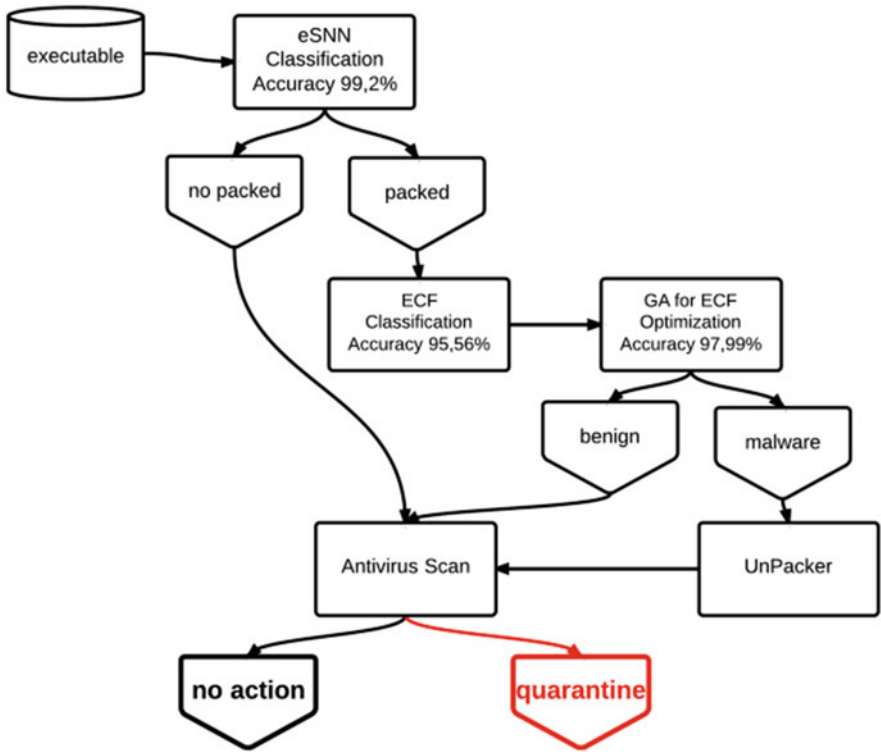 executable
eSNN
Classification
Accuracy 99,2%
no packed
packed
ECF
Classification
Accuracy 95,56%
GA for ECF
Optimization
Accuracy 97,99%
benign
malware
Antivirus Scan
UnPacker
no action
quarantine